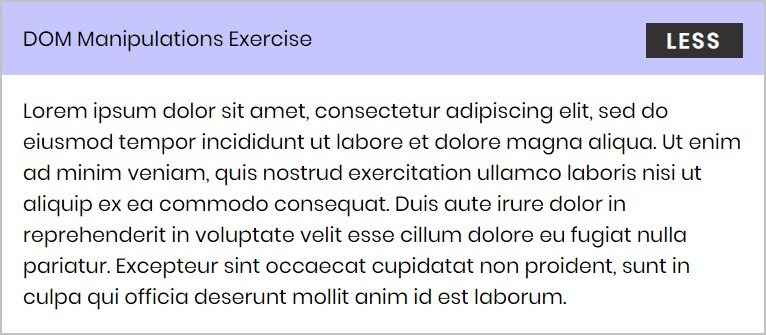 DOM Manipulations Exercise
LESS
Lorem ipsum dolor sit amet, consectetur adipiscing elit, sed do
eiusmod tempor incididunt ut labore et dolore magna aliqua. Ut enim
ad minim veniam, quis nostrud exercitation ullamco laboris nisi ut
aliquip ex ea commodo consequat. Duis aute irure dolor in
reprehenderit in voluptate velit esse cillum dolore eu fugiat nulla
pariatur. Excepteur sint occaecat cupidatat non proident, sunt in
culpa qui officia deserunt mollit anim id est laborum.